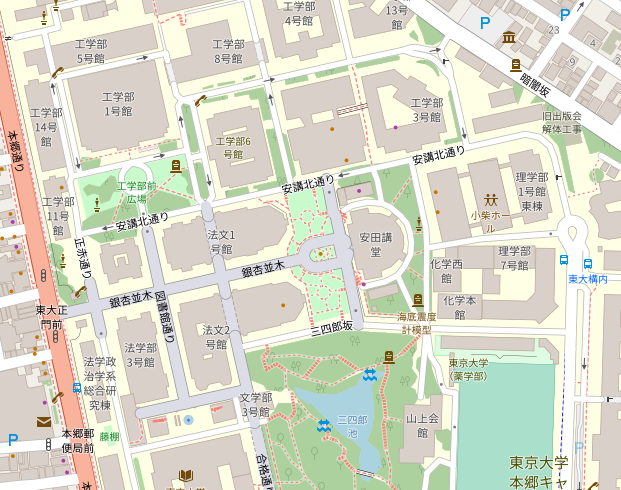 工学部
4号館
13号
館
工学部
5号館
工学部
8号館
P
P
23
4
9
暗闇坂
工学部
1号館
工学部
14号
館
工学部
3号館
旧出版会
解体工事
本郷通り
工学部6
号館
安講北通り
工学部前
広場
安講北通り
理学部
1号館
東棟
小柴ホー
ル
工学部
11号
館
安講北通り
正赤通り
法文1
号館
安田講
堂
理学部
7号館
化学西
館
銀杏並木
東大構内
銀杏並木
図書館通り
化学本
館
東大正
門前
海底震度
計模型
三四郎坂
法文2
号館
法学部
3号館
法学政
治学系
総合研
究棟
東京大学
(薬学部)
文学部
3号館
三四郎
池
山上会
館
藤棚
P
本郷郵
便局前
P
合格通り
東京大学
本郷キャ